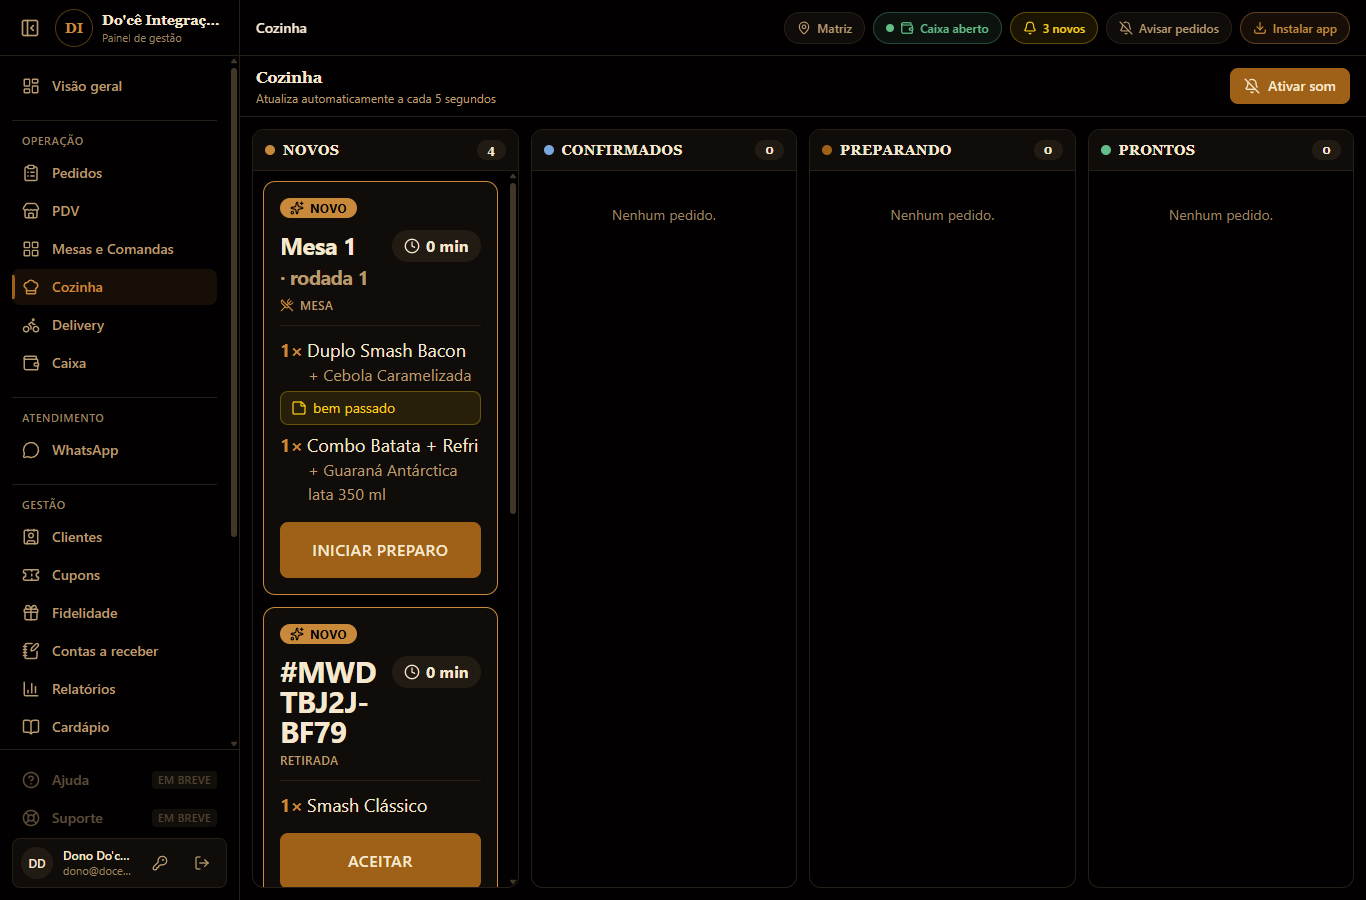 DI
Do'cê Integraç...
Painel de gestão
Visão geral
OPERAÇÃO
Pedidos
PDV
Mesas e Comandas
Cozinha
Delivery
Caixa
ATENDIMENTO
WhatsApp
GESTÃO
Clientes
Cupons
Fidelidade
Contas a receber
Relatórios
Cardápio
Ajuda EM BREVE
Suporte EM BREVE
DD
Dono Do'c...
dono@doce...
Cozinha
Matriz
Caixa aberto
3 novos
Avisar pedidos
Instalar app
Cozinha
Atualiza automaticamente a cada 5 segundos
Ativar som
NOVOS 4
NOVO
Mesa 1
· rodada 1
0 min
MESA
1× Duplo Smash Bacon
+ Cebola Caramelizada
bem passado
1× Combo Batata + Refri
+ Guaraná Antárctica
lata 350 ml
INICIAR PREPARO
NOVO
#MWD
TBJ2J-
BF79
0 min
RETIRADA
1× Smash Clássico
ACEITAR
CONFIRMADOS 0
Nenhum pedido.
PREPARANDO 0
Nenhum pedido.
PRONTOS 0
Nenhum pedido.